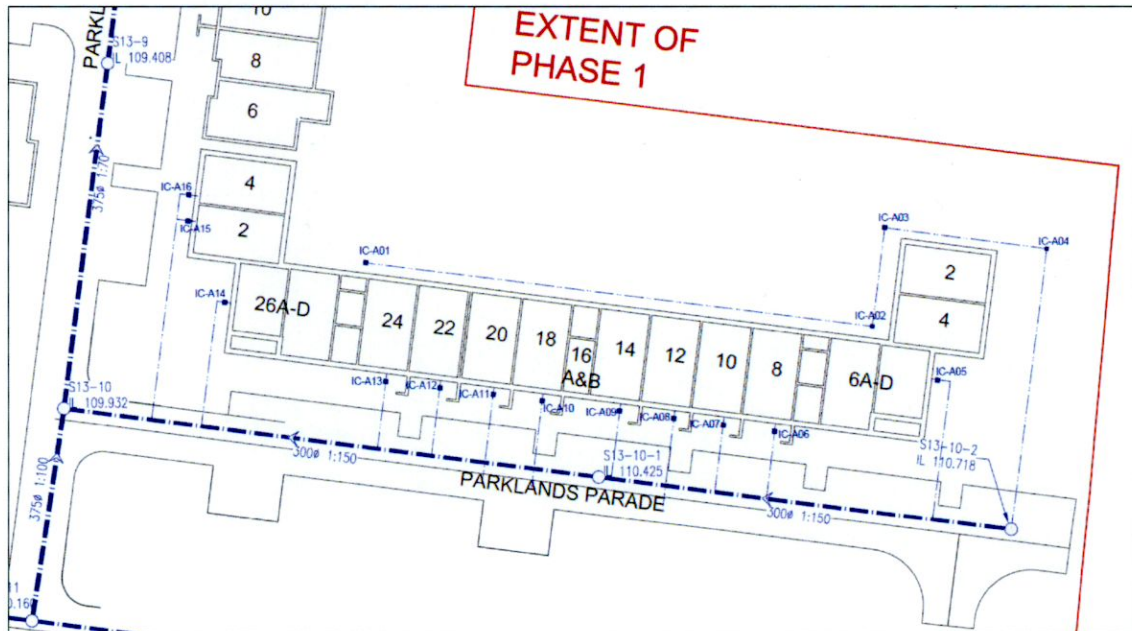 EXTENT OF
PHASE 1
PARKL
S13-9
IL 109.408
10
8
6
4
2
IC-A16
IC-A15
375ø 1:70
IC-A14
IC-A01
IC-A03
IC-A04
IC-A02
2
4
26A-D
24
22
20
18
16
A&B
14
12
10
8
6A-D
IC-A05
S13-10
IL 109.932
IC-A13
IC-A12
IC-A11
IC-A10
IC-A09
IC-A08
IC-A07
IC-A06
S13-10-2
IL 110.718
300ø 1:150
S13-10-1
IL 110.425
PARKLANDS PARADE
300ø 1:150
375ø 1:100
11
0.160